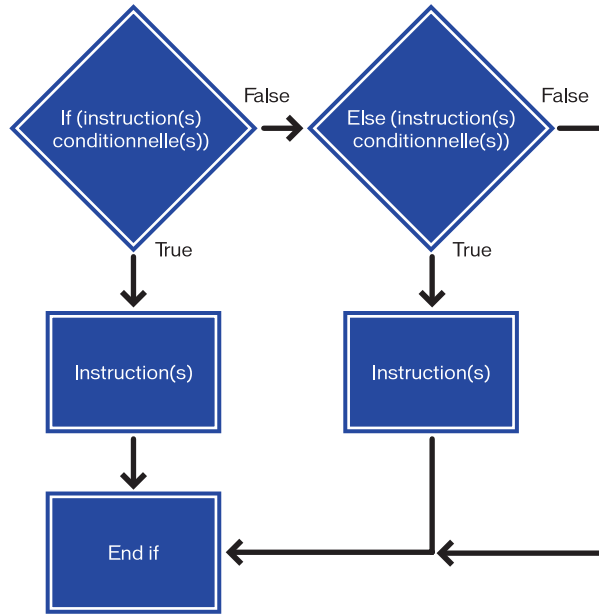 If (instruction(s)
conditionnelle(s))
False
Else (instruction(s)
conditionnelle(s))
False
True
True
Instruction(s)
Instruction(s)
End if